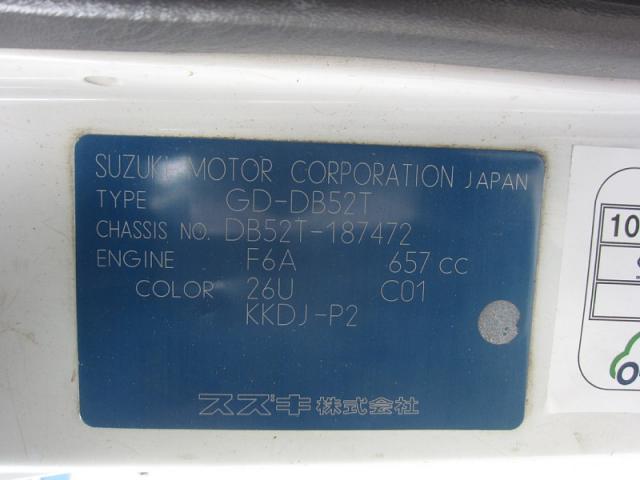 SUZUKI MOTOR CORPORATION JAPAN
TYPE GD-DB52T
CHASSIS NO. DB52T-187472
ENGINE F6A 657 CC
COLOR 26U C01
KKDJ-P2
スズキ株式会社
10